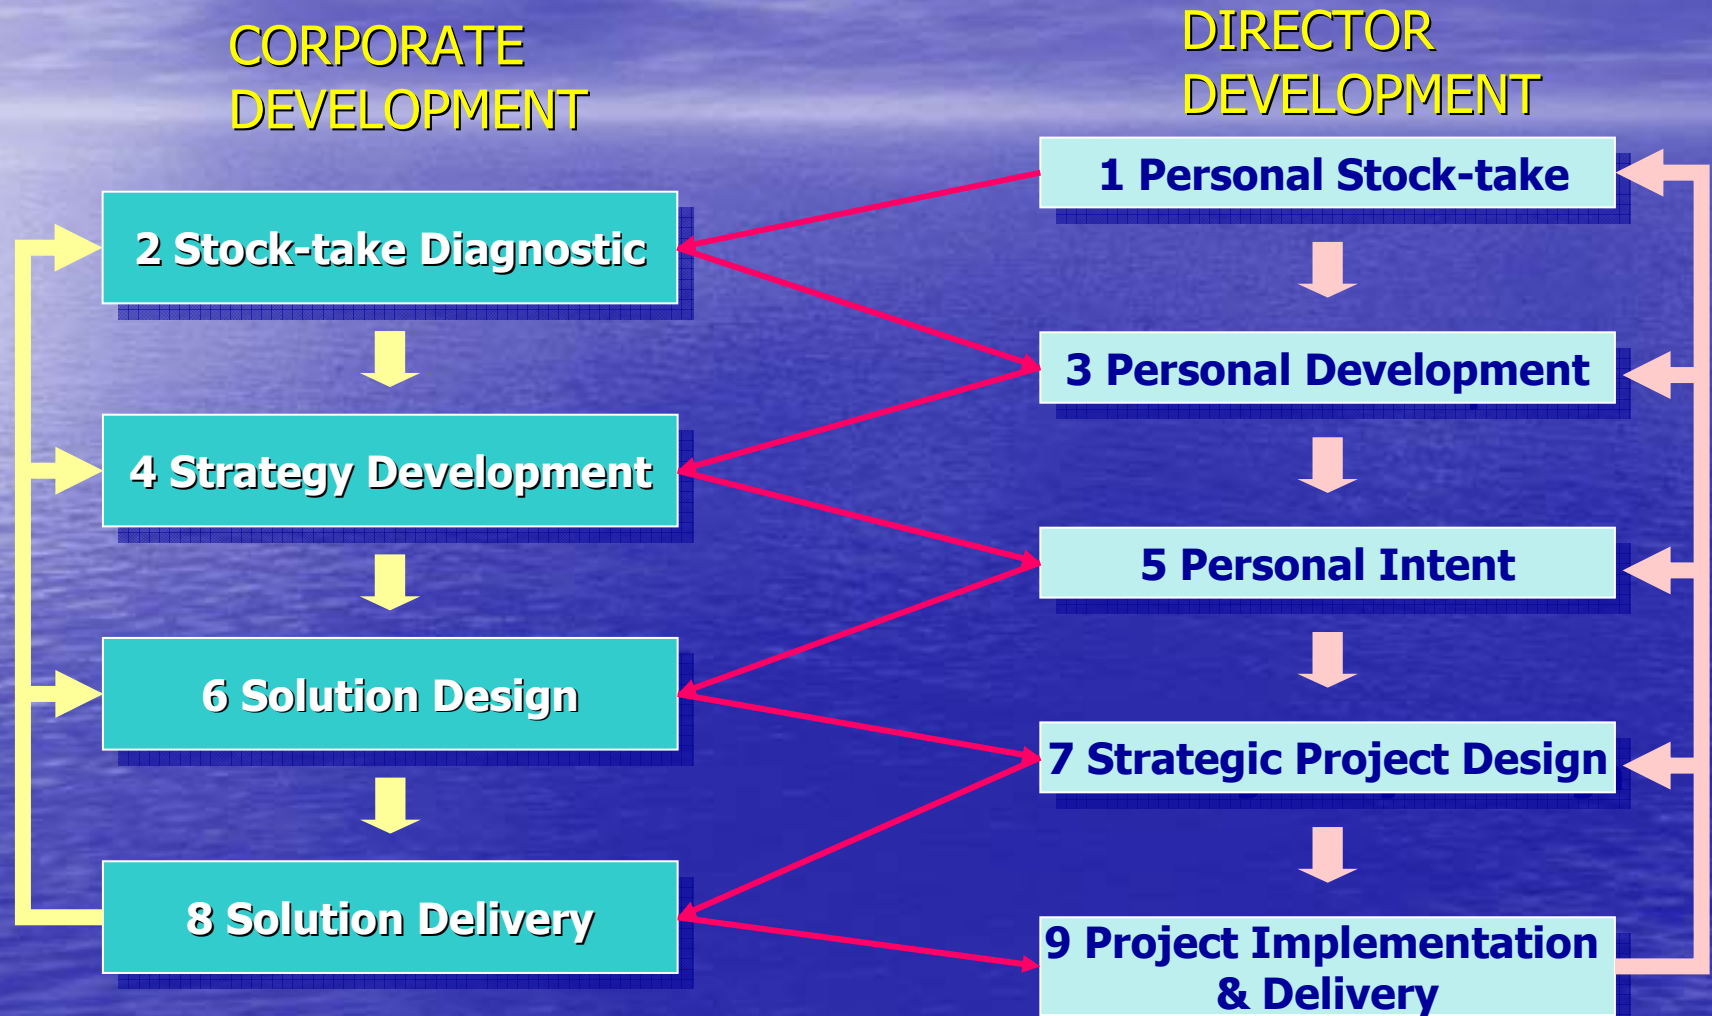 CORPORATE
DEVELOPMENT
DIRECTOR
DEVELOPMENT
1 Personal Stock-take
2 Stock-take Diagnostic
3 Personal Development
4 Strategy Development
5 Personal Intent
6 Solution Design
7 Strategic Project Design
8 Solution Delivery
9 Project Implementation
& Delivery